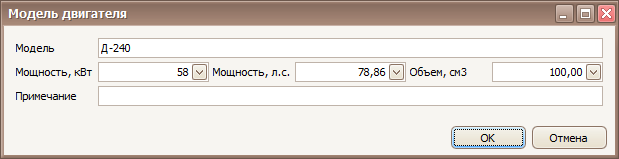 Модель двигателя
Модель Д-240
Мощность, кВт 58 Мощность, л.с. 78,86 Объем, см3 100,00
Примечание
OK Отмена